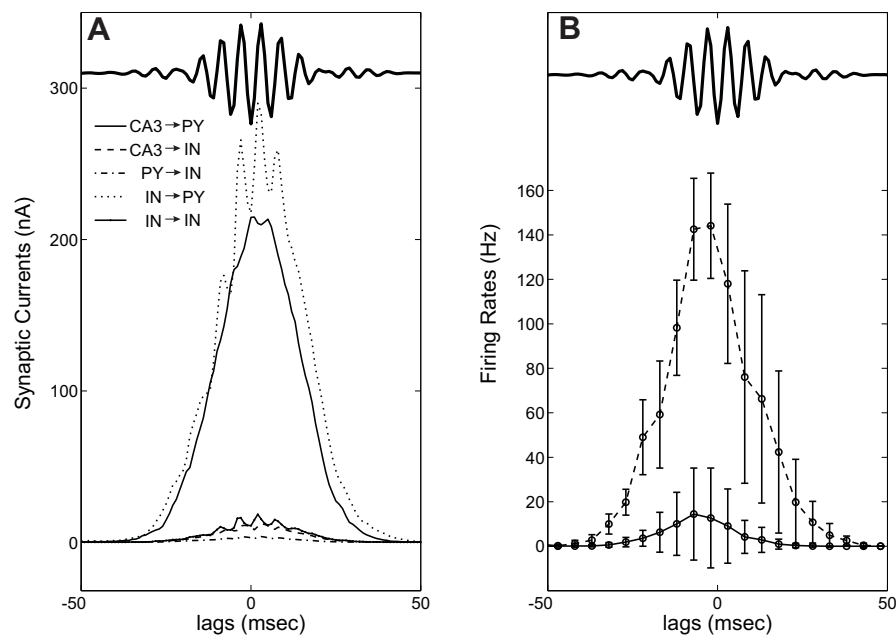 A
300
200
100
0
-50
0
50
lags (msec)
Synaptic Currents (nA)
CA3→PY
CA3→IN
PY→IN
IN→PY
IN→IN
B
160
140
120
100
80
60
40
20
0
-50
0
50
lags (msec)
Firing Rates (Hz)